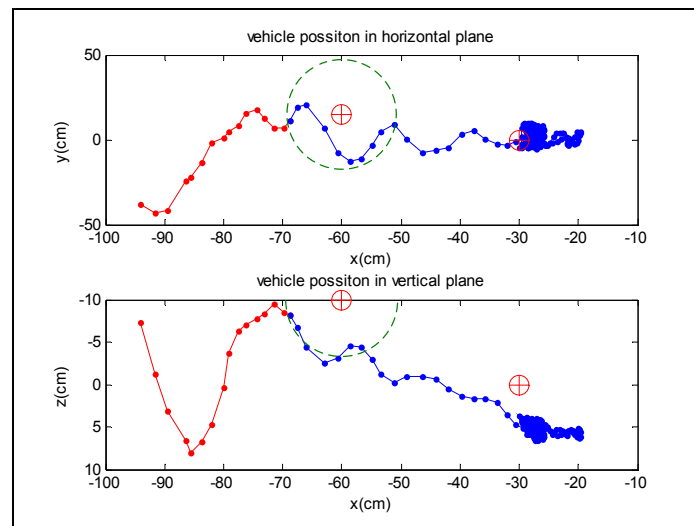 vehicle possiton in horizontal plane
50
0
-50
y(cm)
-100 -90 -80 -70 -60 -50 -40 -30 -20 -10
x(cm)
vehicle possiton in vertical plane
-10
-5
0
5
10
z(cm)
-100 -90 -80 -70 -60 -50 -40 -30 -20 -10
x(cm)